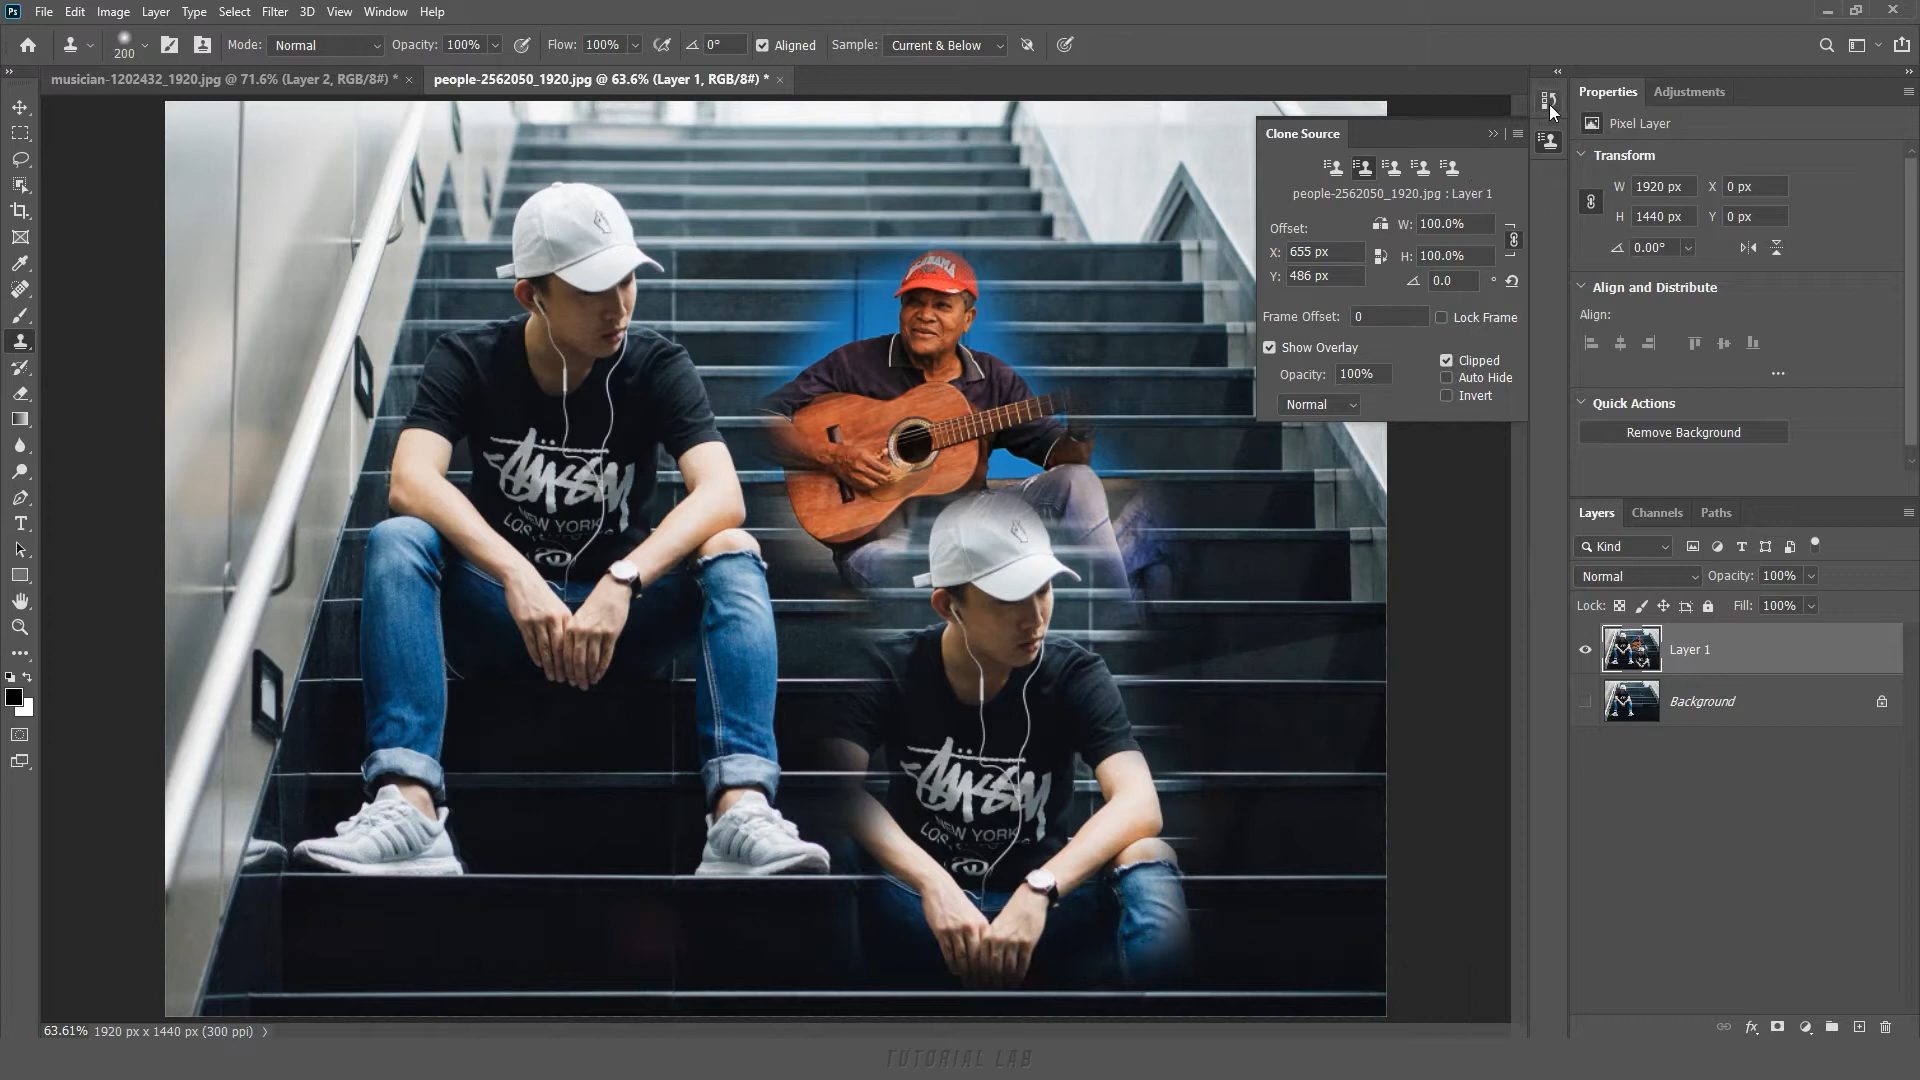 Ps File Edit Image Layer Type Select Filter 3D View Window Help
200 Mode: Normal Opacity: 100% Flow: 100% 0° Aligned Sample: Current & Below
musician-1202432_1920.jpg @ 71.6% (Layer 2, RGB/8#) * ×
people-2562050_1920.jpg @ 63.6% (Layer 1, RGB/8#) * ×
Clone Source
people-2562050_1920.jpg : Layer 1
Offset: W: 100.0%
X: 655 px H: 100.0%
Y: 486 px 0.0 °
Frame Offset: 0 Lock Frame
Show Overlay Clipped
Opacity: 100% Auto Hide
Normal Invert
Properties Adjustments
Pixel Layer
Transform
W 1920 px X 0 px
H 1440 px Y 0 px
0.00°
Align and Distribute
Align:
Quick Actions
Remove Background
Layers Channels Paths
Kind
Normal Opacity: 100%
Lock: Fill: 100%
Layer 1
Background
NEW YORK
NEW YORK
63.61% 1920 px x 1440 px (300 ppi)
TUTORIAL LAB